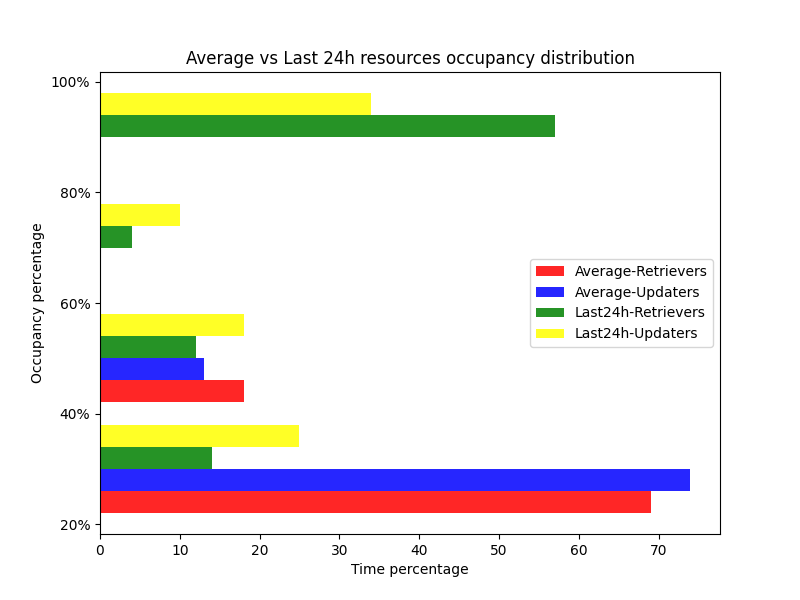 Average vs Last 24h resources occupancy distribution
100%
80%
60%
40%
20%
Occupancy percentage
Average-Retrievers
Average-Updaters
Last24h-Retrievers
Last24h-Updaters
0 10 20 30 40 50 60 70
Time percentage